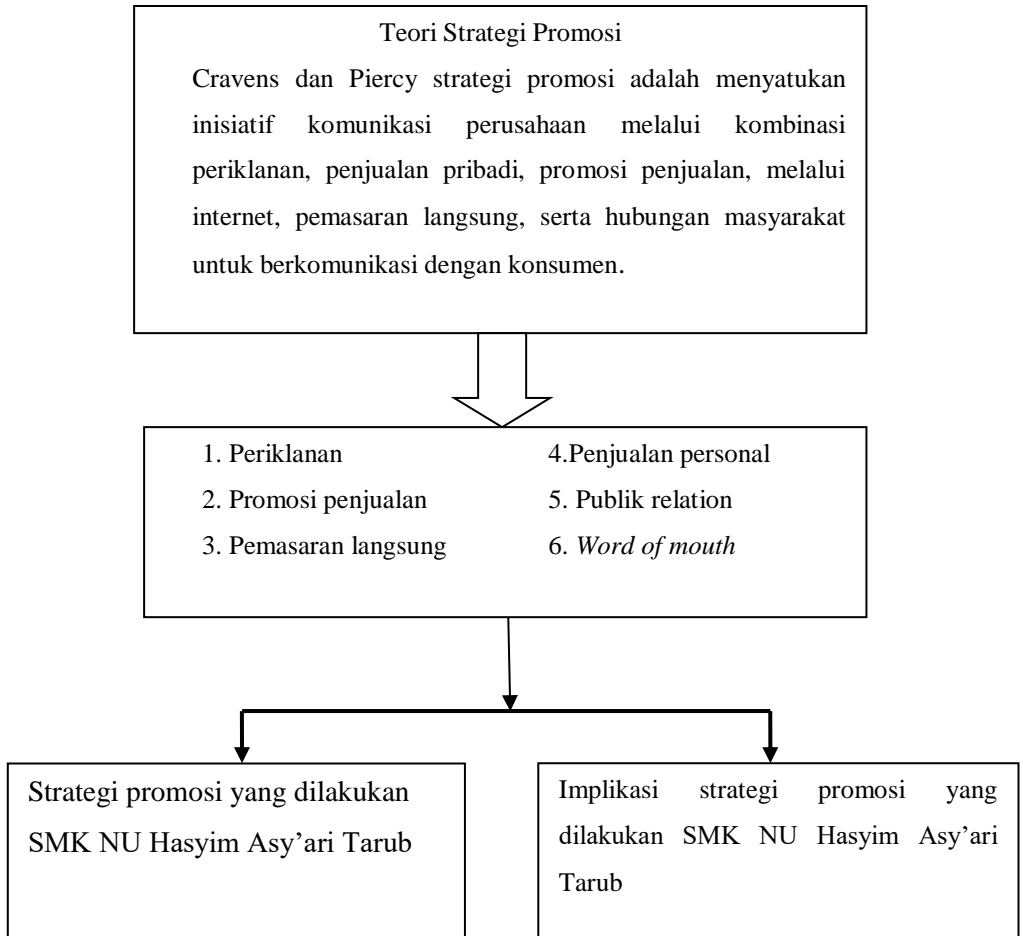 Teori Strategi Promosi
Cravens dan Piercy strategi promosi adalah menyatukan
inisiatif komunikasi perusahaan melalui kombinasi
periklanan, penjualan pribadi, promosi penjualan, melalui
internet, pemasaran langsung, serta hubungan masyarakat
untuk berkomunikasi dengan konsumen.
1. Periklanan
2. Promosi penjualan
3. Pemasaran langsung
4.Penjualan personal
5. Publik relation
6. Word of mouth
Strategi promosi yang dilakukan
SMK NU Hasyim Asy’ari Tarub
Implikasi strategi promosi yang
dilakukan SMK NU Hasyim Asy’ari
Tarub